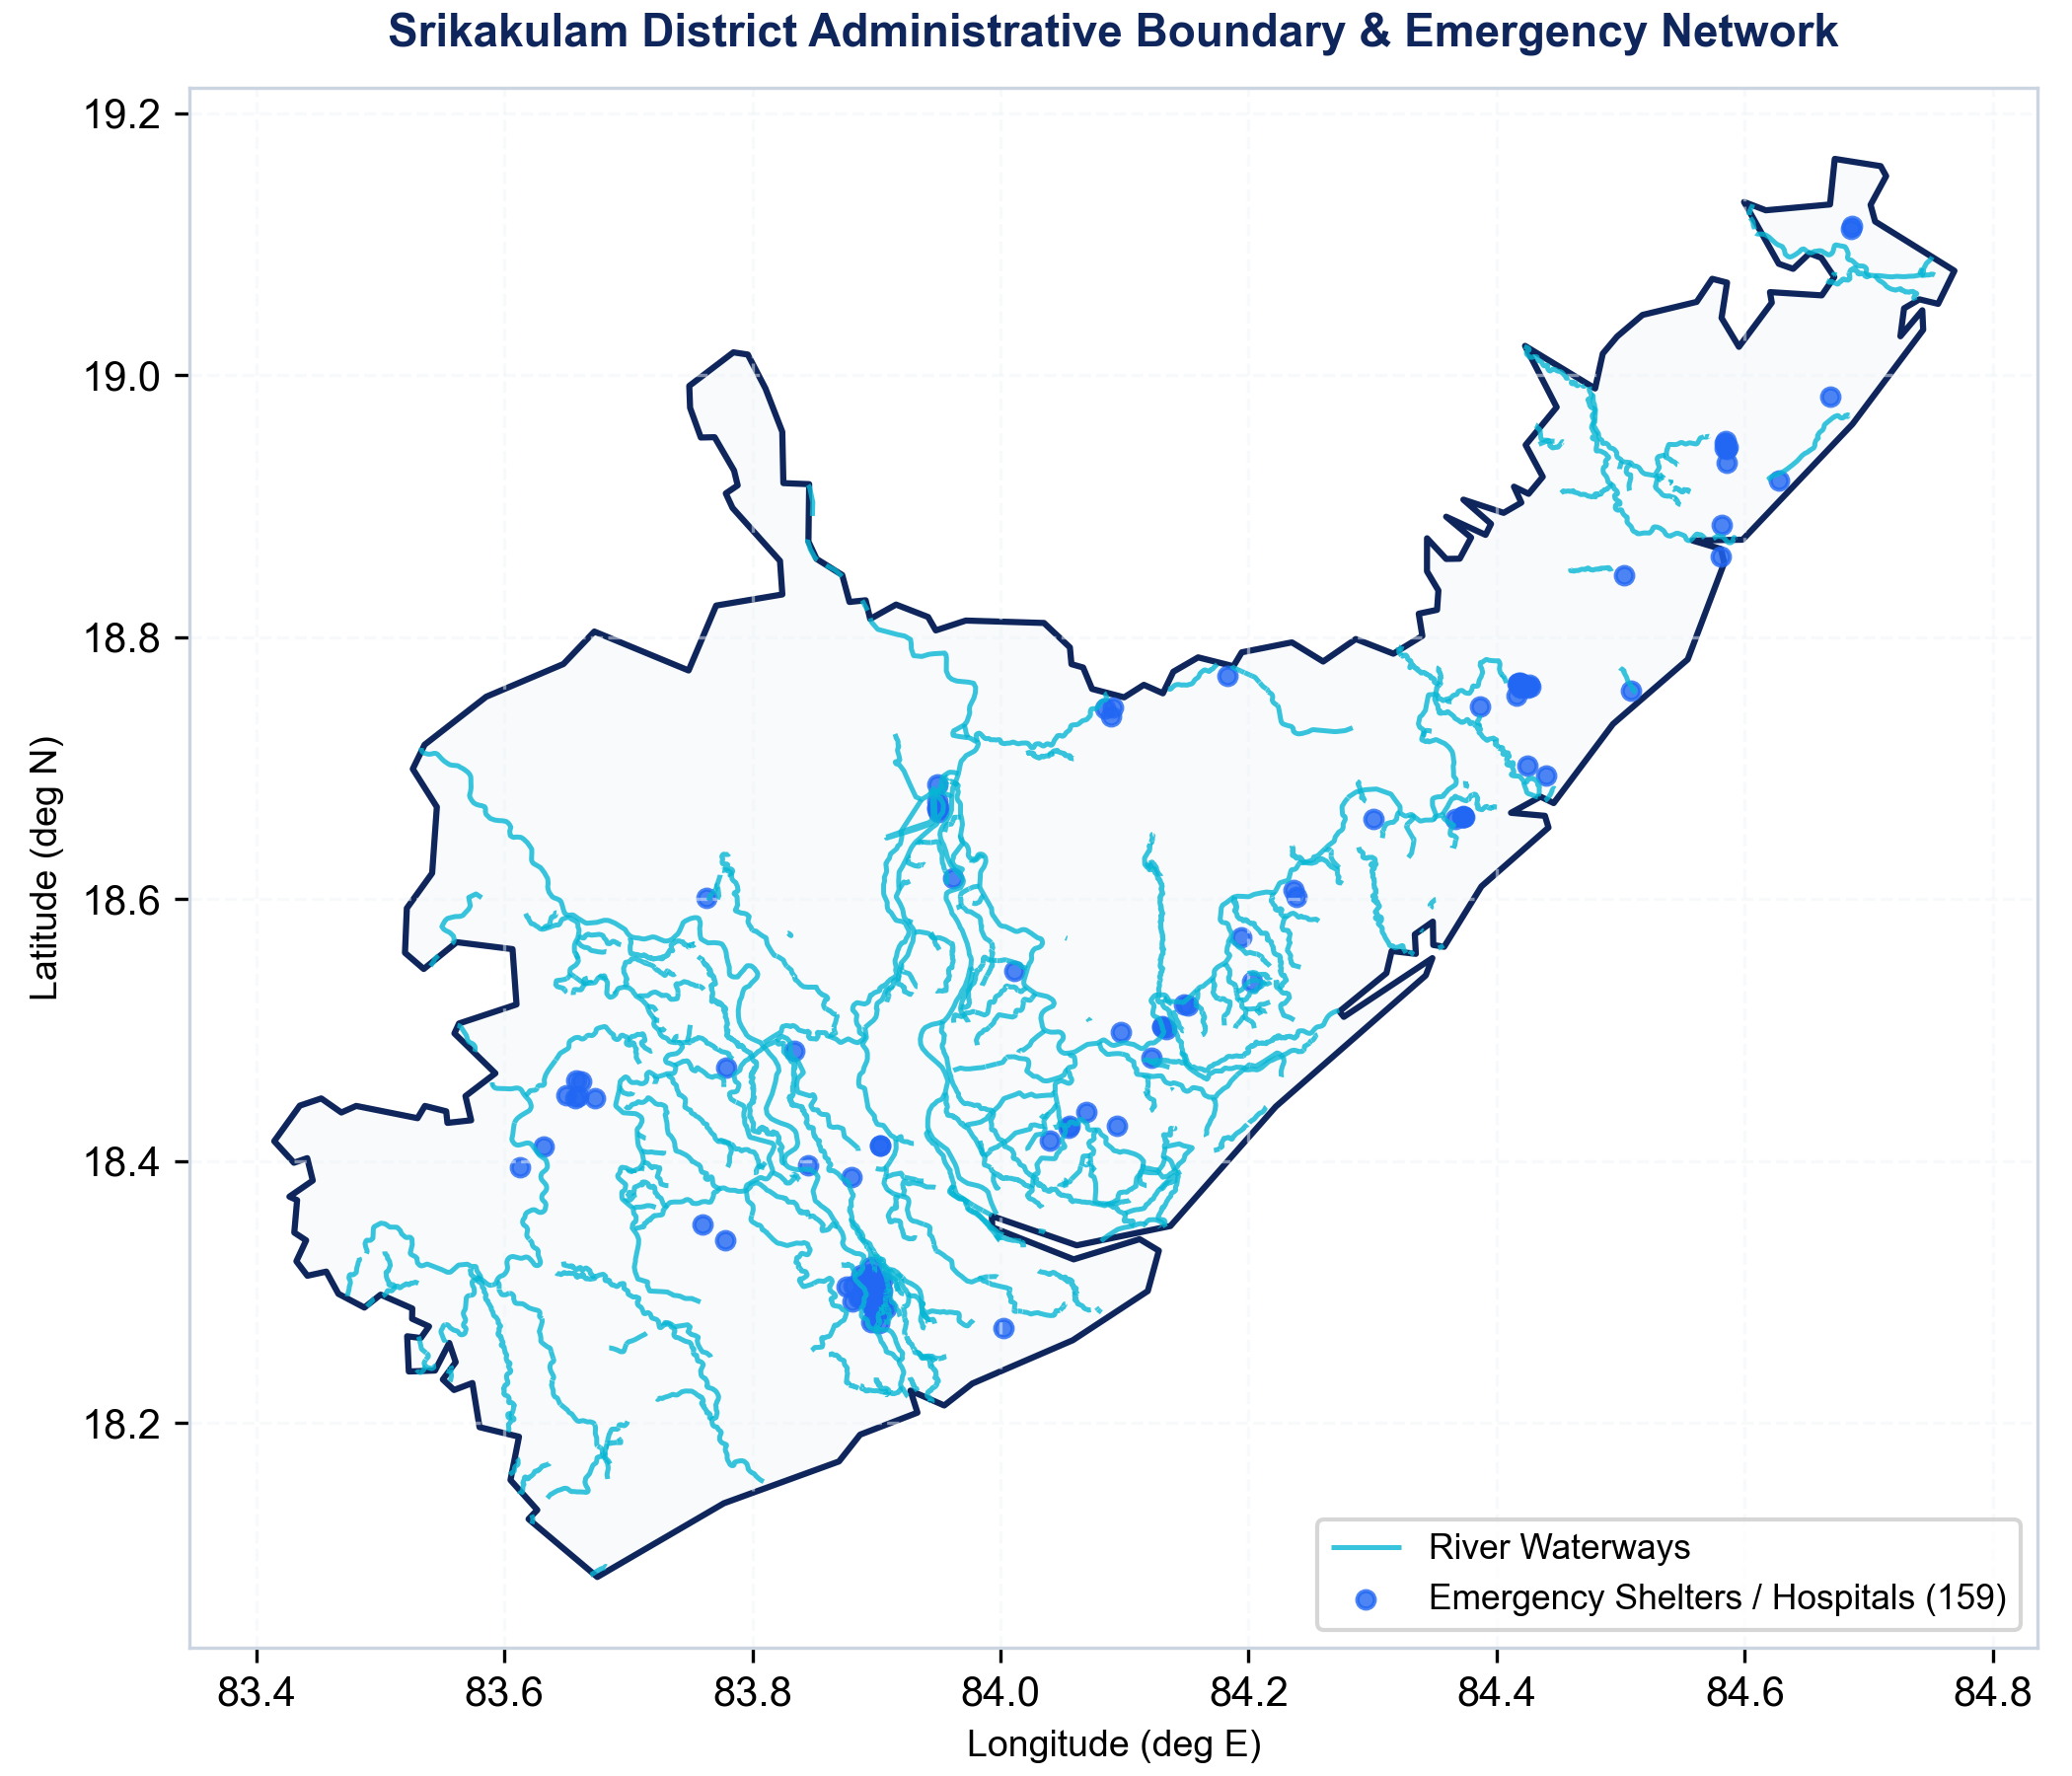 Srikakulam District Administrative Boundary & Emergency Network
19.2
19.0
18.8
18.6
18.4
18.2
Latitude (deg N)
83.4 83.6 83.8 84.0 84.2 84.4 84.6 84.8
Longitude (deg E)
River Waterways
Emergency Shelters / Hospitals (159)